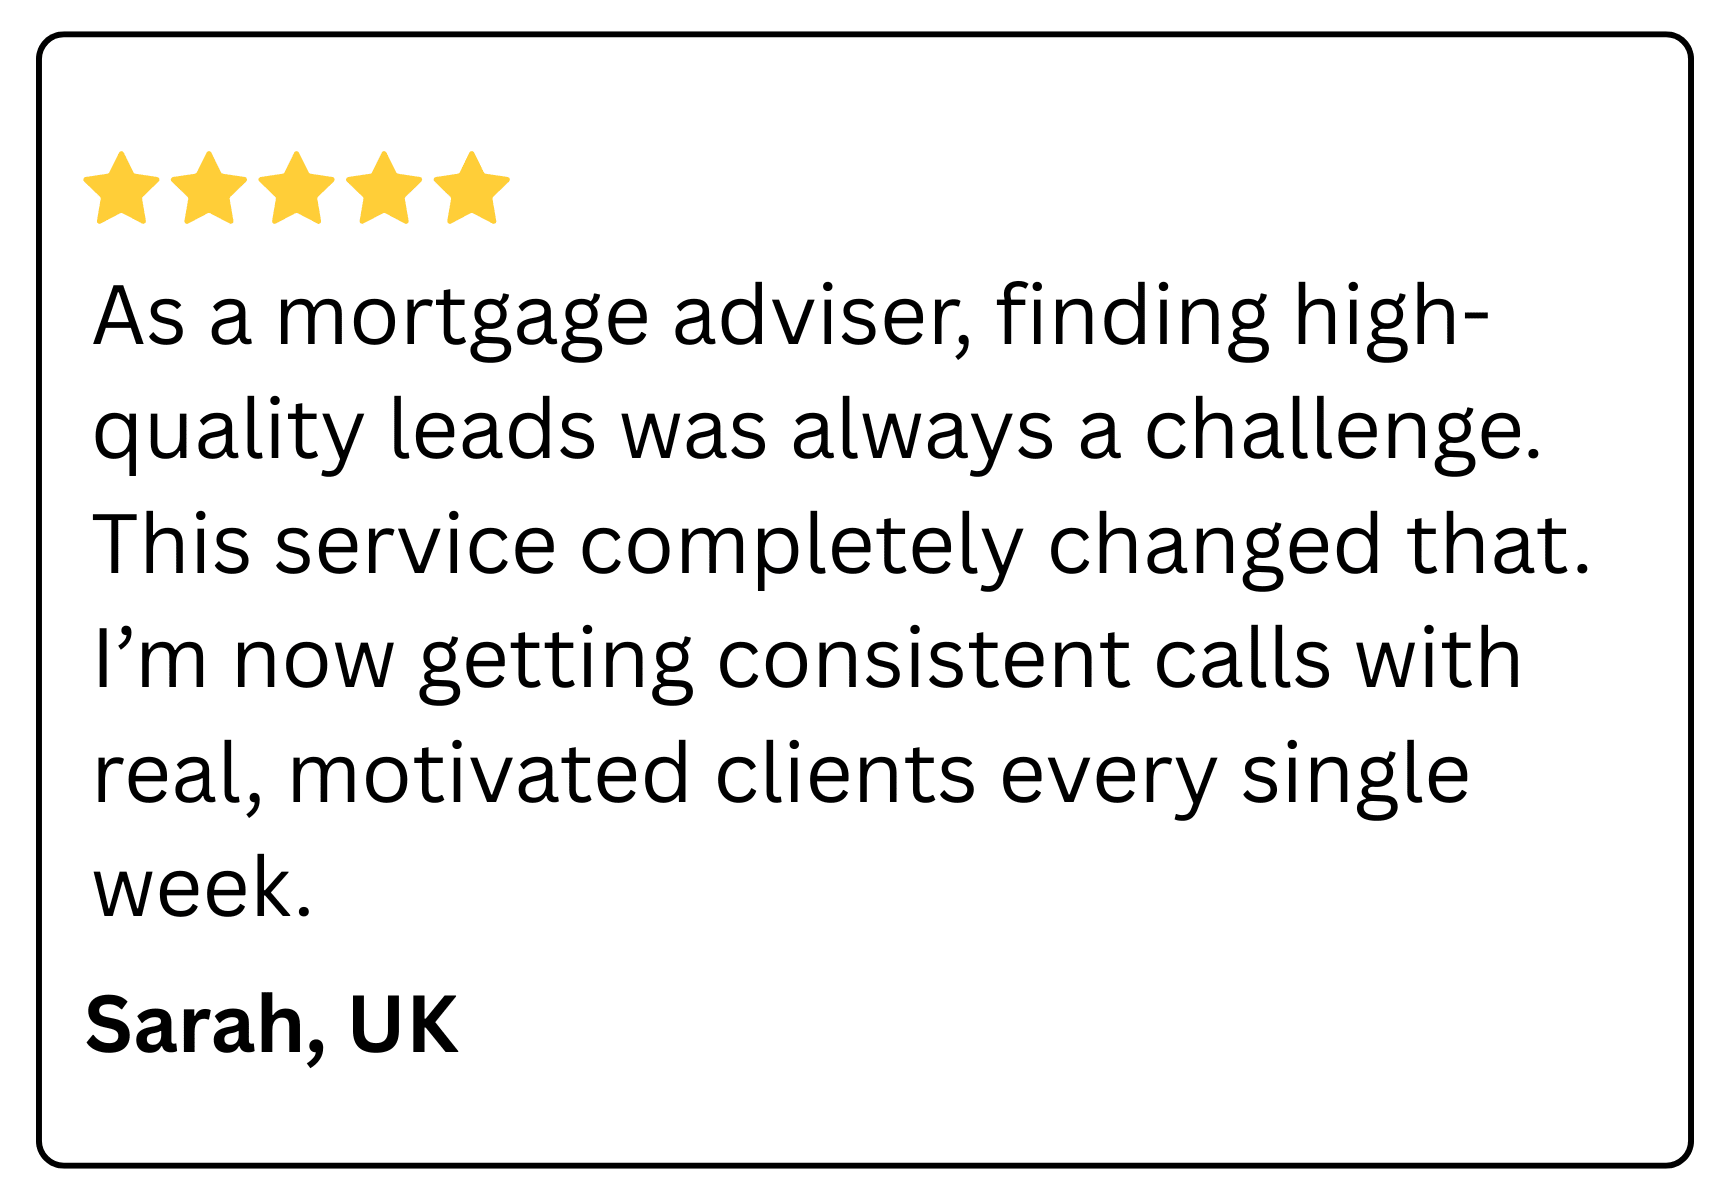 As a mortgage adviser, finding high-
quality leads was always a challenge.
This service completely changed that.
I’m now getting consistent calls with
real, motivated clients every single
week.
Sarah, UK